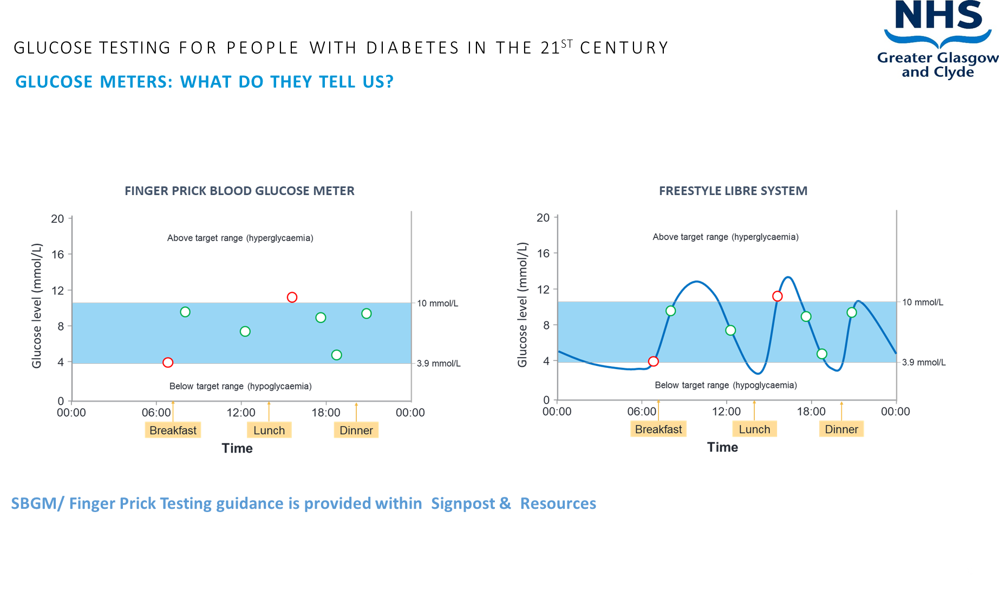 NHS
Greater Glasgow
and Clyde
GLUCOSE TESTING FOR PEOPLE WITH DIABETES IN THE 21ST CENTURY
GLUCOSE METERS: WHAT DO THEY TELL US?
FINGER PRICK BLOOD GLUCOSE METER
20
16
12
8
4
0
Glucose level (mmol/L)
Above target range (hyperglycaemia)
10 mmol/L
3.9 mmol/L
Below target range (hypoglycaemia)
00:00 06:00 12:00 18:00 00:00
Breakfast Lunch Dinner
Time
FREESTYLE LIBRE SYSTEM
20
16
12
8
4
0
Glucose level (mmol/L)
Above target range (hyperglycaemia)
10 mmol/L
3.9 mmol/L
Below target range (hypoglycaemia)
00:00 06:00 12:00 18:00 00:00
Breakfast Lunch Dinner
Time
SBGM/ Finger Prick Testing guidance is provided within Signpost & Resources